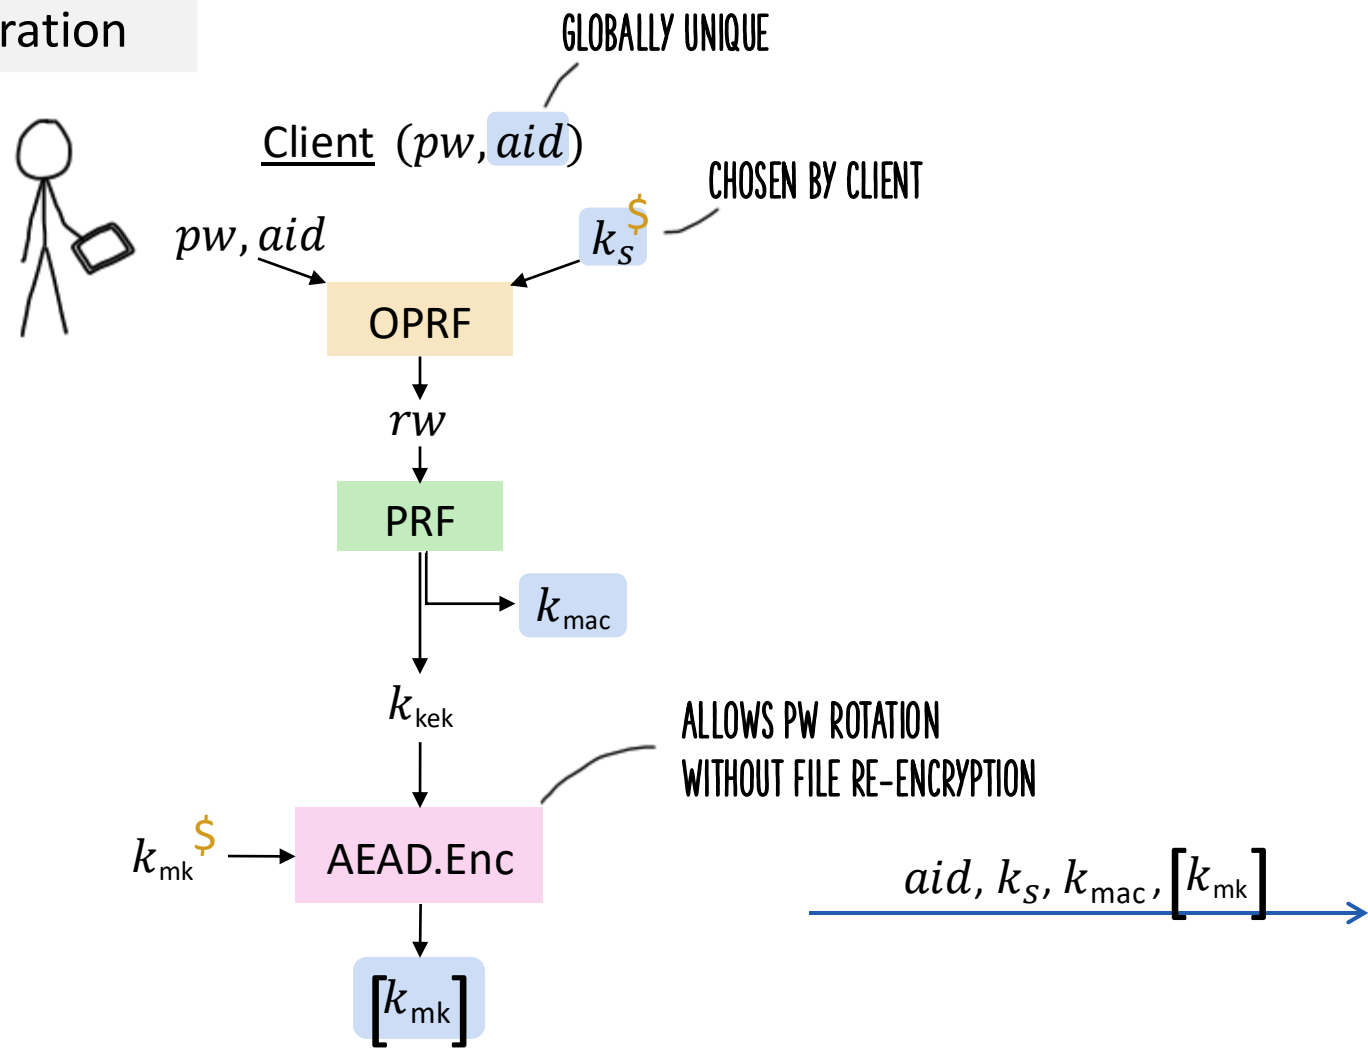 ration
GLOBALLY UNIQUE
Client (pw, aid)
CHOSEN BY CLIENT
pw, aid
k_s $
OPRF
rw
PRF
k_mac
k_kek
ALLOWS PW ROTATION
WITHOUT FILE RE-ENCRYPTION
k_mk $
AEAD.Enc
aid, k_s, k_mac, [k_mk]
[k_mk]